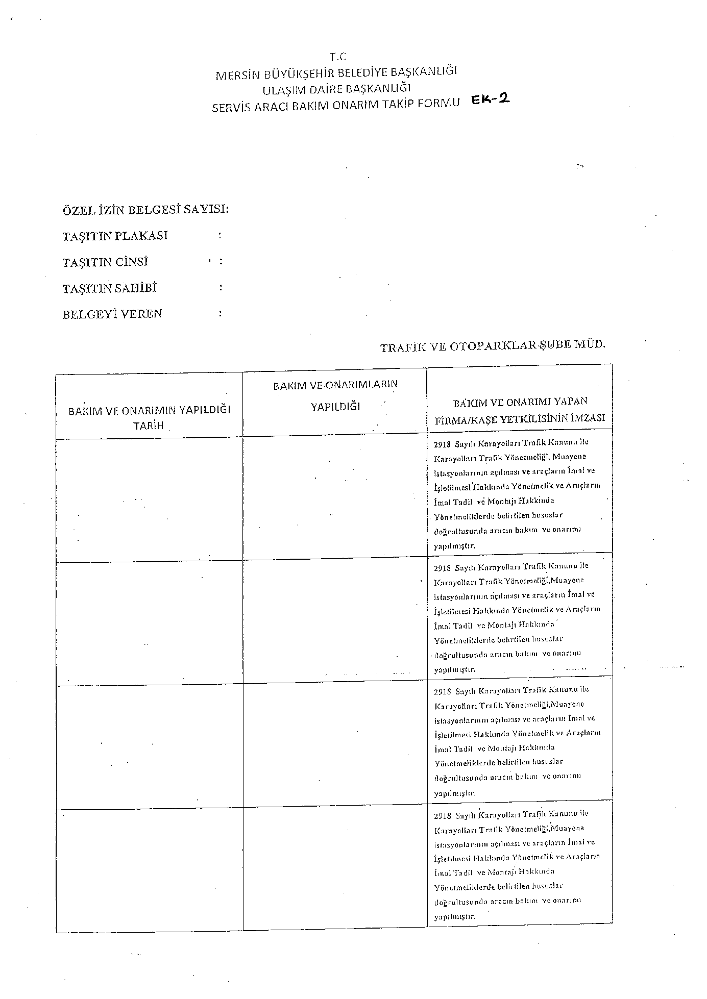 T.C
MERSİN BÜYÜKŞEHİR BELEDİYE BAŞKANLIĞI
ULAŞIM DAİRE BAŞKANLIĞI
SERVİS ARACI BAKIM ONARIM TAKİP FORMU EK-2
ÖZEL İZİN BELGESİ SAYISI:
TAŞITIN PLAKASI :
TAŞITIN CİNSİ :
TAŞITIN SAHİBİ :
BELGEYİ VEREN :
TRAFİK VE OTOPARKLAR ŞUBE MÜD.
BAKIM VE ONARIMIN YAPILDIĞI
TARİH
BAKIM VE ONARIMLARIN
YAPILDIĞI
BAKIM VE ONARIMI YAPAN
FİRMA/KAŞE YETKİLİSİNİN İMZASI
2918 Sayılı Karayolları Trafik Kanunu ile
Karayolları Trafik Yönetmeliği, Muayene
istasyonlarının açılması ve araçların İmal ve
İşletilmesi Hakkında Yönetmelik ve Araçların
İmal Tadil ve Montajı Hakkında
Yönetmeliklerde belirtilen hususlar
doğrultusunda aracın bakım ve onarımı
yapılmıştır.
2918 Sayılı Karayolları Trafik Kanunu ile
Karayolları Trafik Yönetmeliği,Muayene
istasyonlarının açılması ve araçların İmal ve
İşletilmesi Hakkında Yönetmelik ve Araçların
İmal Tadil ve Montajı Hakkında
Yönetmeliklerde belirtilen hususlar
doğrultusunda aracın bakım ve onarımı
yapılmıştır.
2918 Sayılı Karayolları Trafik Kanunu ile
Karayolları Trafik Yönetmeliği,Muayene
istasyonlarının açılması ve araçların İmal ve
İşletilmesi Hakkında Yönetmelik ve Araçların
İmal Tadil ve Montajı Hakkında
Yönetmeliklerde belirtilen hususlar
doğrultusunda aracın bakım ve onarımı
yapılmıştır.
2918 Sayılı Karayolları Trafik Kanunu ile
Karayolları Trafik Yönetmeliği,Muayene
istasyonlarının açılması ve araçların İmal ve
İşletilmesi Hakkında Yönetmelik ve Araçların
İmal Tadil ve Montajı Hakkında
Yönetmeliklerde belirtilen hususlar
doğrultusunda aracın bakım ve onarımı
yapılmıştır.